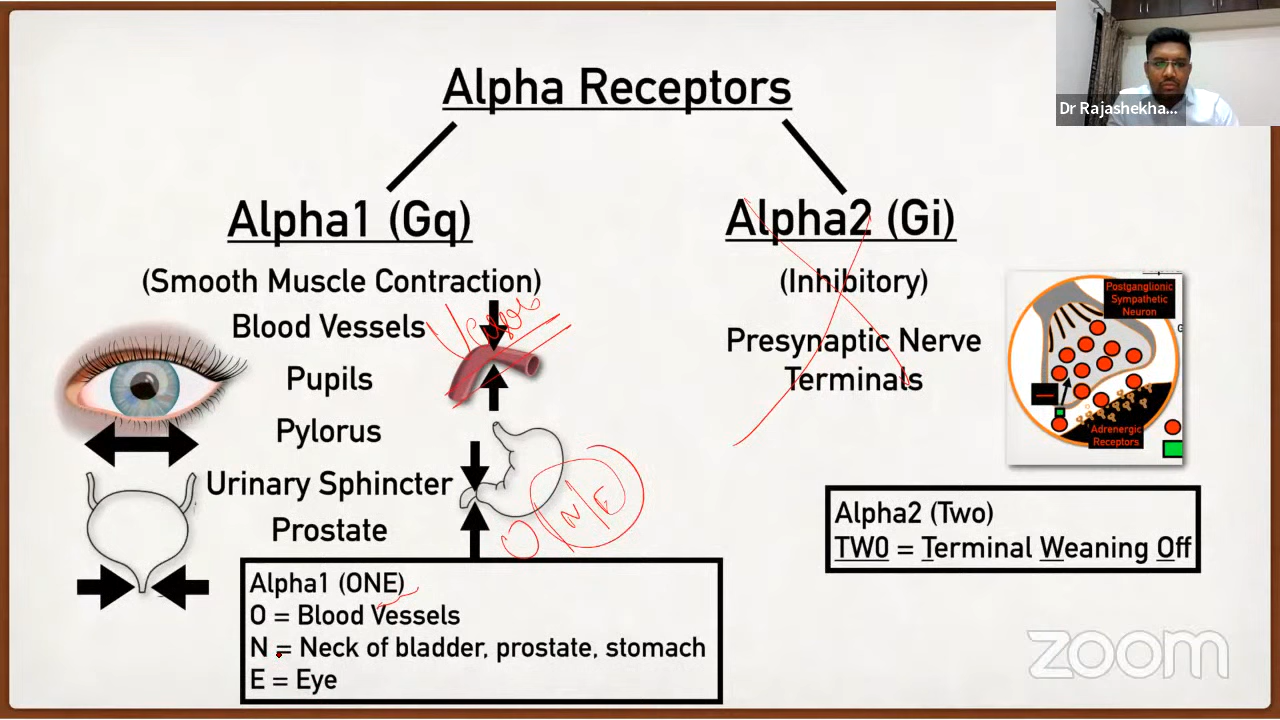 Alpha Receptors
Dr Rajashekha...
Alpha1 (Gq)
(Smooth Muscle Contraction)
Blood Vessels
Pupils
Pylorus
Urinary Sphincter
Prostate
O N/E
Alpha1 (ONE)
O = Blood Vessels
N = Neck of bladder, prostate, stomach
E = Eye
Alpha2 (Gi)
(Inhibitory)
Presynaptic Nerve
Terminals
Postganglionic
Sympathetic
Neuron
Adrenergic
Receptors
Alpha2 (Two)
TWO = Terminal Weaning Off
zoom